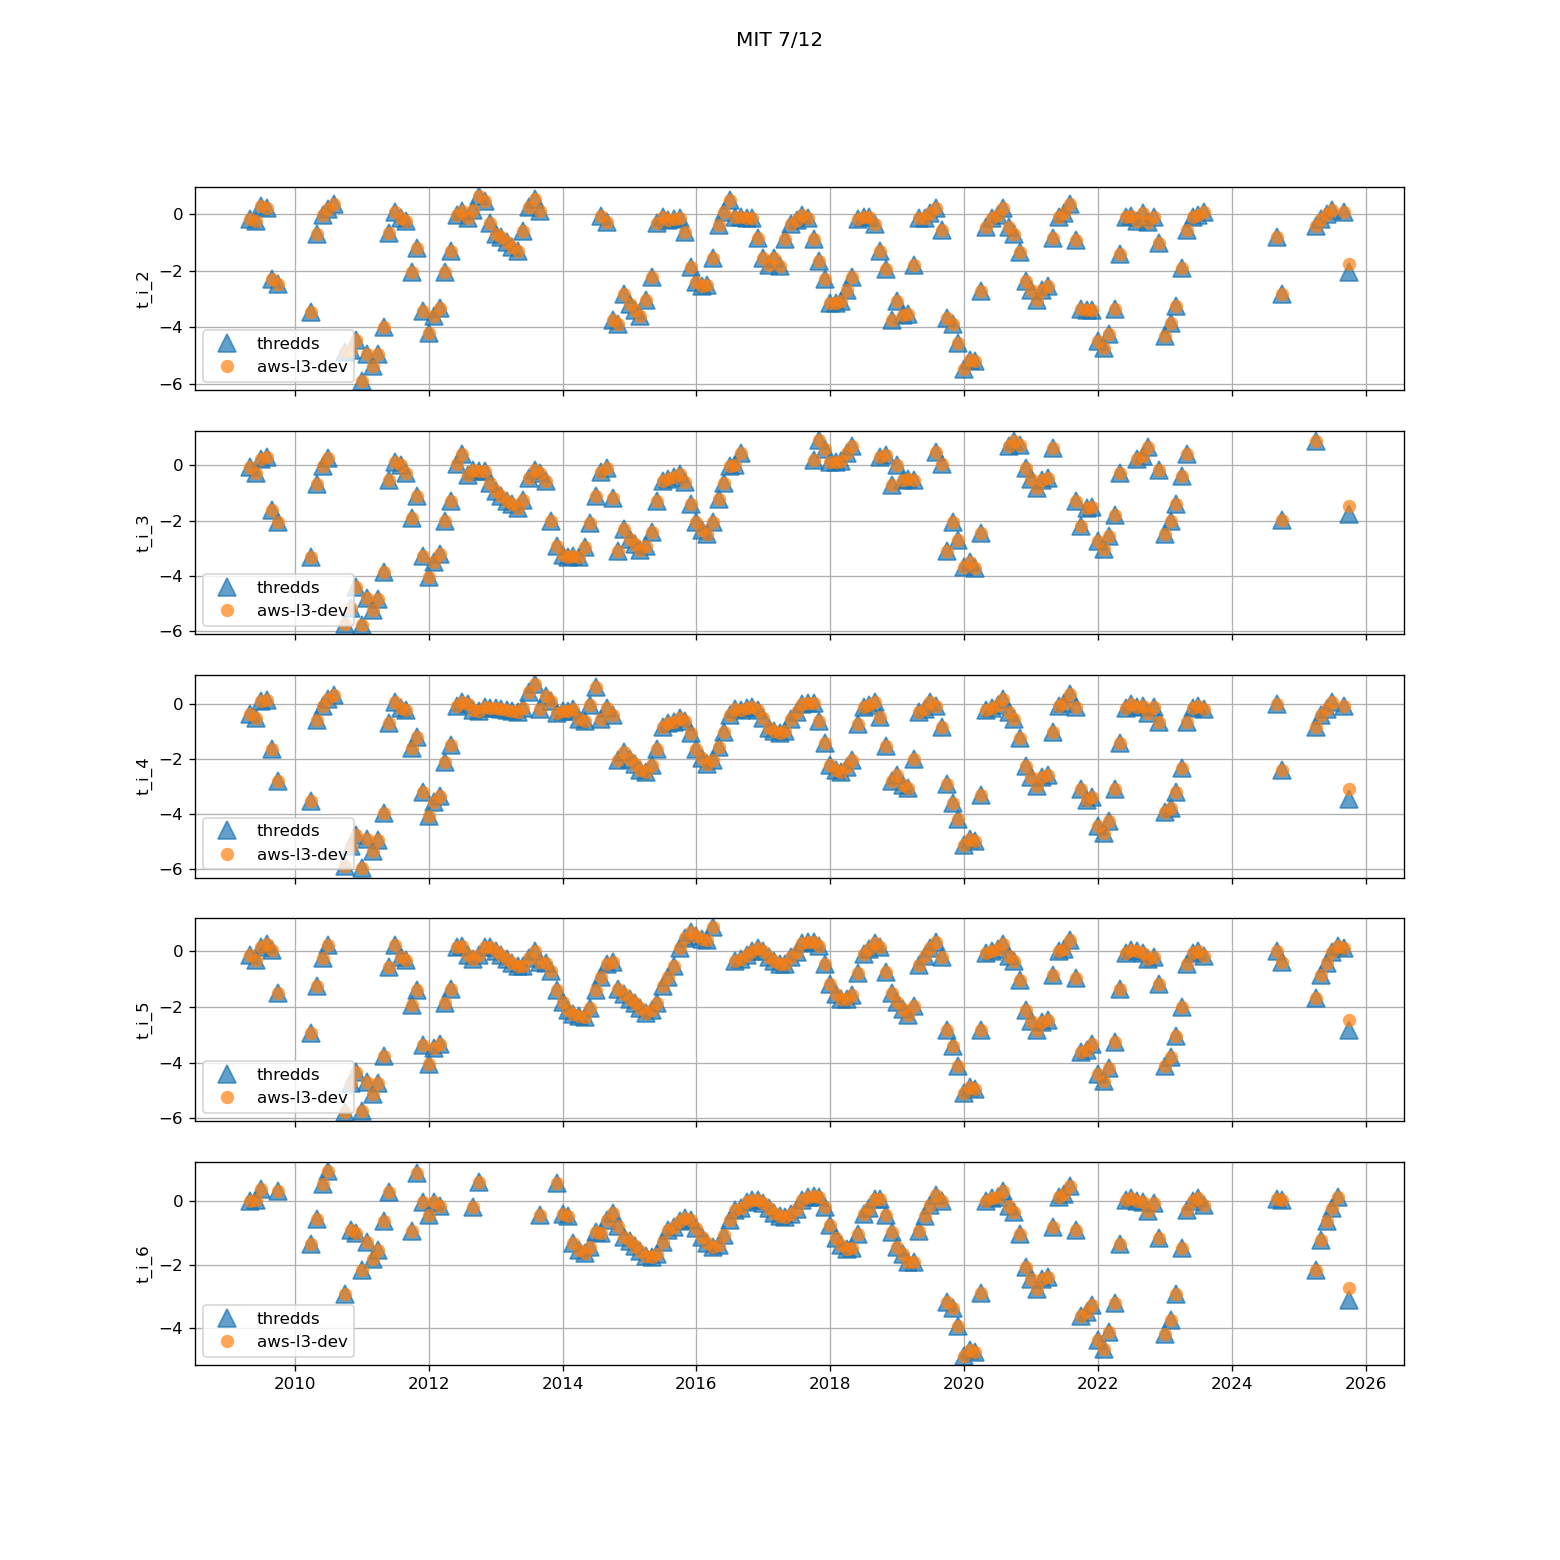 MIT 7/12
0
−2
−4
−6
t_i_2
thredds
aws-l3-dev
0
−2
−4
−6
t_i_3
thredds
aws-l3-dev
0
−2
−4
−6
t_i_4
thredds
aws-l3-dev
0
−2
−4
−6
t_i_5
thredds
aws-l3-dev
0
−2
−4
t_i_6
thredds
aws-l3-dev
2010 2012 2014 2016 2018 2020 2022 2024 2026